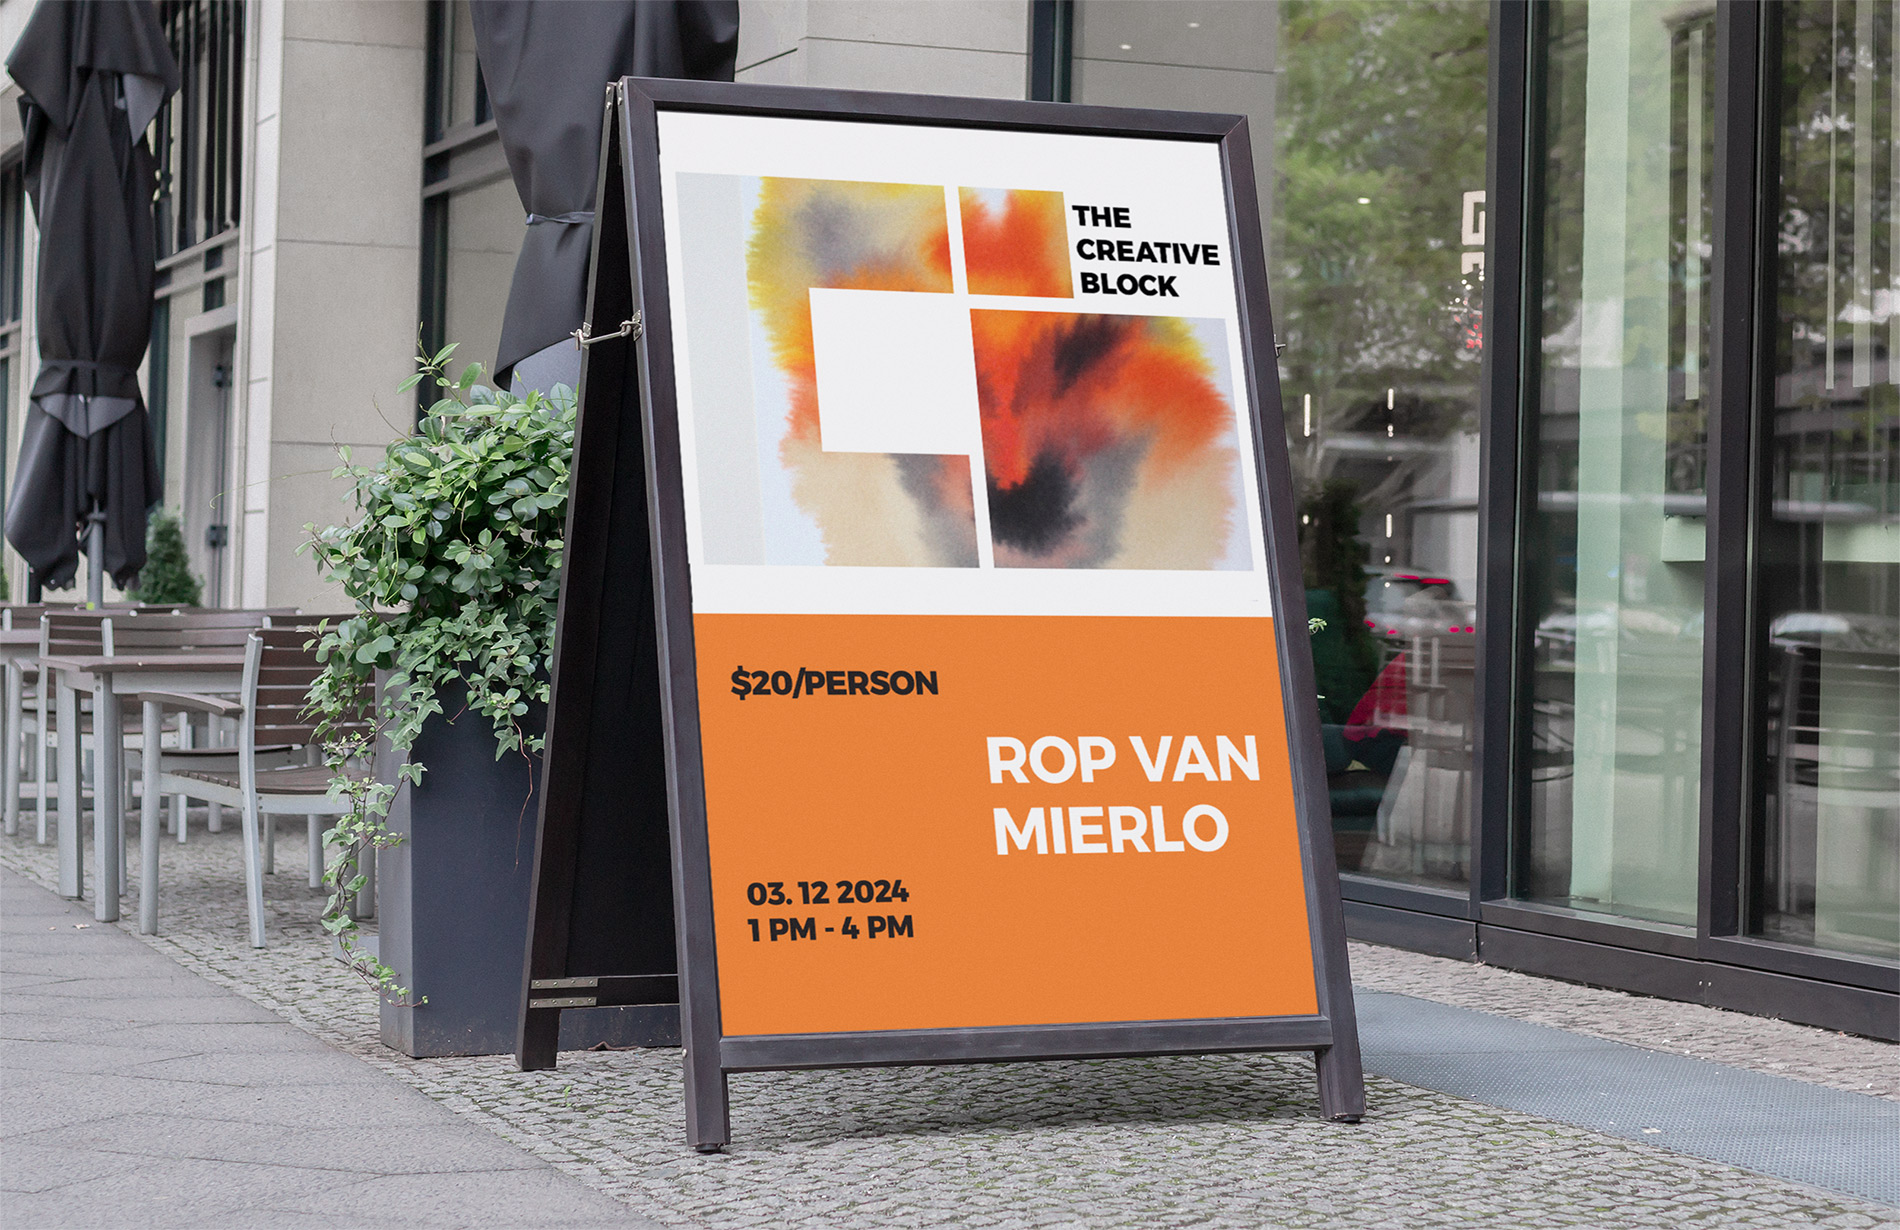 THE
CREATIVE
BLOCK
$20/PERSON
ROP VAN
MIERLO
03. 12 2024
1 PM - 4 PM